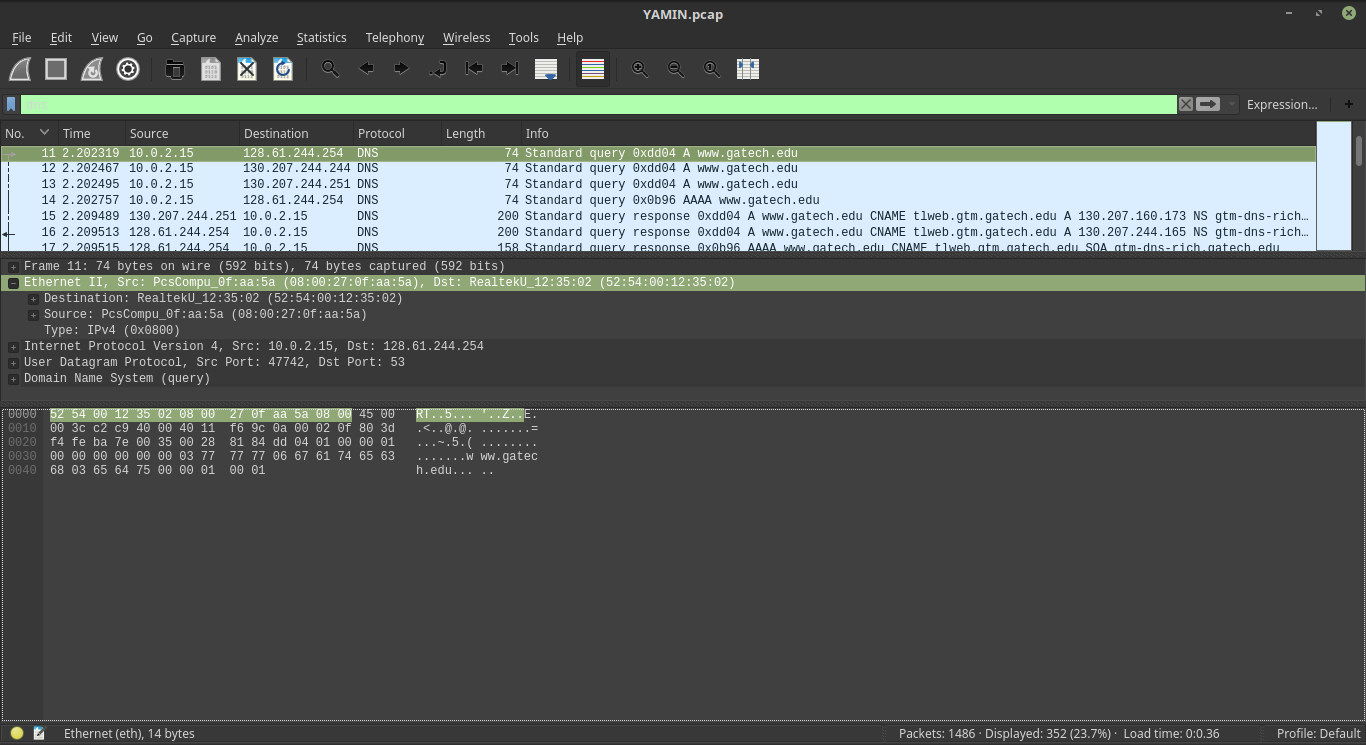 YAMIN.pcap
File Edit View Go Capture Analyze Statistics Telephony Wireless Tools Help
dns Expression... +
No. Time Source Destination Protocol Length Info
11 2.202319 10.0.2.15 128.61.244.254 DNS 74 Standard query 0xdd04 A www.gatech.edu
12 2.202467 10.0.2.15 130.207.244.244 DNS 74 Standard query 0xdd04 A www.gatech.edu
13 2.202495 10.0.2.15 130.207.244.251 DNS 74 Standard query 0xdd04 A www.gatech.edu
14 2.202757 10.0.2.15 128.61.244.254 DNS 74 Standard query 0x0b96 AAAA www.gatech.edu
15 2.209489 130.207.244.251 10.0.2.15 DNS 200 Standard query response 0xdd04 A www.gatech.edu CNAME tlweb.gtm.gatech.edu A 130.207.160.173 NS gtm-dns-rich…
16 2.209513 128.61.244.254 10.0.2.15 DNS 200 Standard query response 0xdd04 A www.gatech.edu CNAME tlweb.gtm.gatech.edu A 130.207.244.165 NS gtm-dns-rich…
17 2.209515 128.61.244.254 10.0.2.15 DNS 158 Standard query response 0x0b96 AAAA www.gatech.edu CNAME tlweb.gtm.gatech.edu SOA gtm-dns-rich.gatech.edu
Frame 11: 74 bytes on wire (592 bits), 74 bytes captured (592 bits)
Ethernet II, Src: PcsCompu_0f:aa:5a (08:00:27:0f:aa:5a), Dst: RealtekU_12:35:02 (52:54:00:12:35:02)
Destination: RealtekU_12:35:02 (52:54:00:12:35:02)
Source: PcsCompu_0f:aa:5a (08:00:27:0f:aa:5a)
Type: IPv4 (0x0800)
Internet Protocol Version 4, Src: 10.0.2.15, Dst: 128.61.244.254
User Datagram Protocol, Src Port: 47742, Dst Port: 53
Domain Name System (query)
0000 52 54 00 12 35 02 08 00 27 0f aa 5a 08 00 45 00 RT..5... '..Z..E.
0010 00 3c c2 c9 40 00 40 11 f6 9c 0a 00 02 0f 80 3d .<..@.@. .......=
0020 f4 fe ba 7e 00 35 00 28 81 84 dd 04 01 00 00 01 ...~.5.( ........
0030 00 00 00 00 00 00 03 77 77 77 06 67 61 74 65 63 .......w ww.gatec
0040 68 03 65 64 75 00 00 01 00 01 h.edu... ..
Ethernet (eth), 14 bytes Packets: 1486 · Displayed: 352 (23.7%) · Load time: 0:0.36 Profile: Default